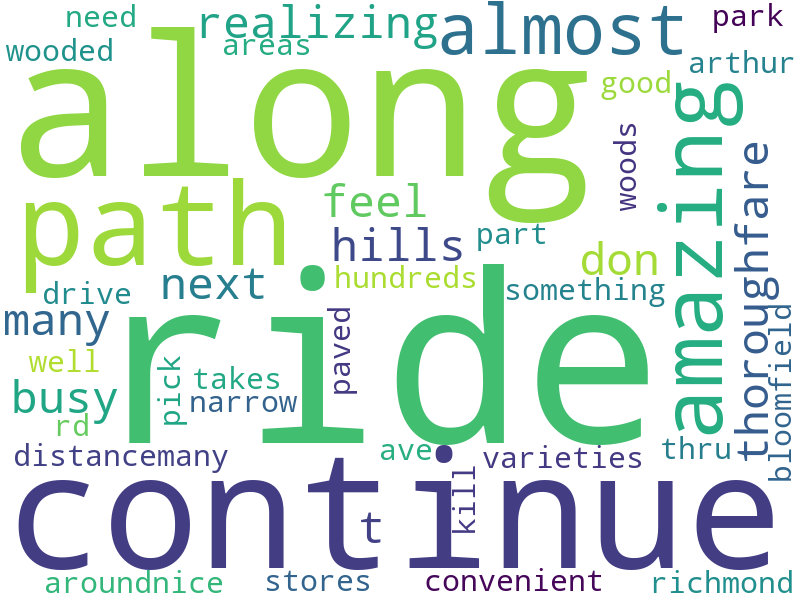 need
realizing
almost
park
wooded
areas
arthur
along
good
amazing
woods
thoroughfare
path
feel
hills
part
don
next
hundreds
something
drive
many
ride
paved
bloomfield
well
pick
takes
busy
narrow
rd
distancemany
ave
varieties
thru
continue
kill
t
aroundnice
stores
convenient
richmond